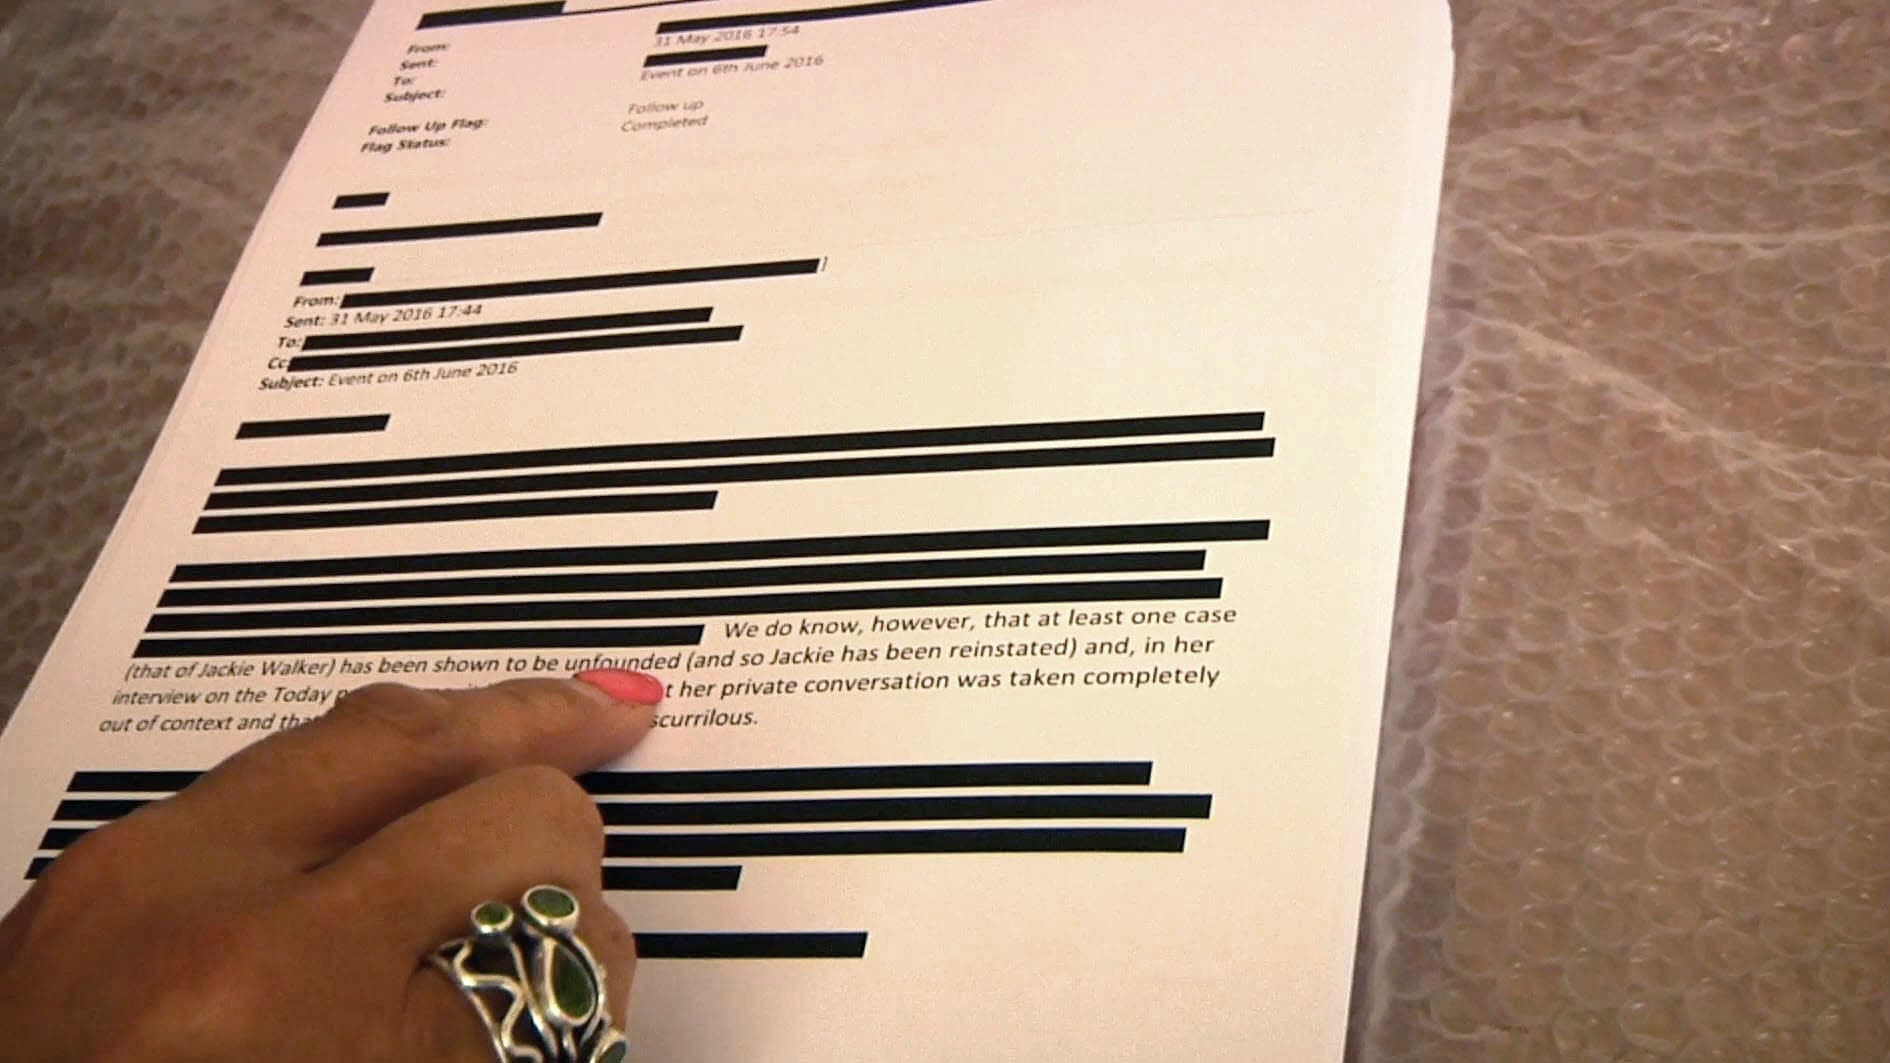 From:
Sent: 31 May 2016 17:54
To:
Subject: Event on 6th June 2016
Follow Up Flag: Follow up
Flag Status: Completed
From:
Sent: 31 May 2016 17:44
To:
Cc
Subject: Event on 6th June 2016
We do know, however, that at least one case
(that of Jackie Walker) has been shown to be unfounded (and so Jackie has been reinstated) and, in her
interview on the Today her private conversation was taken completely
out of context and scurrilous.